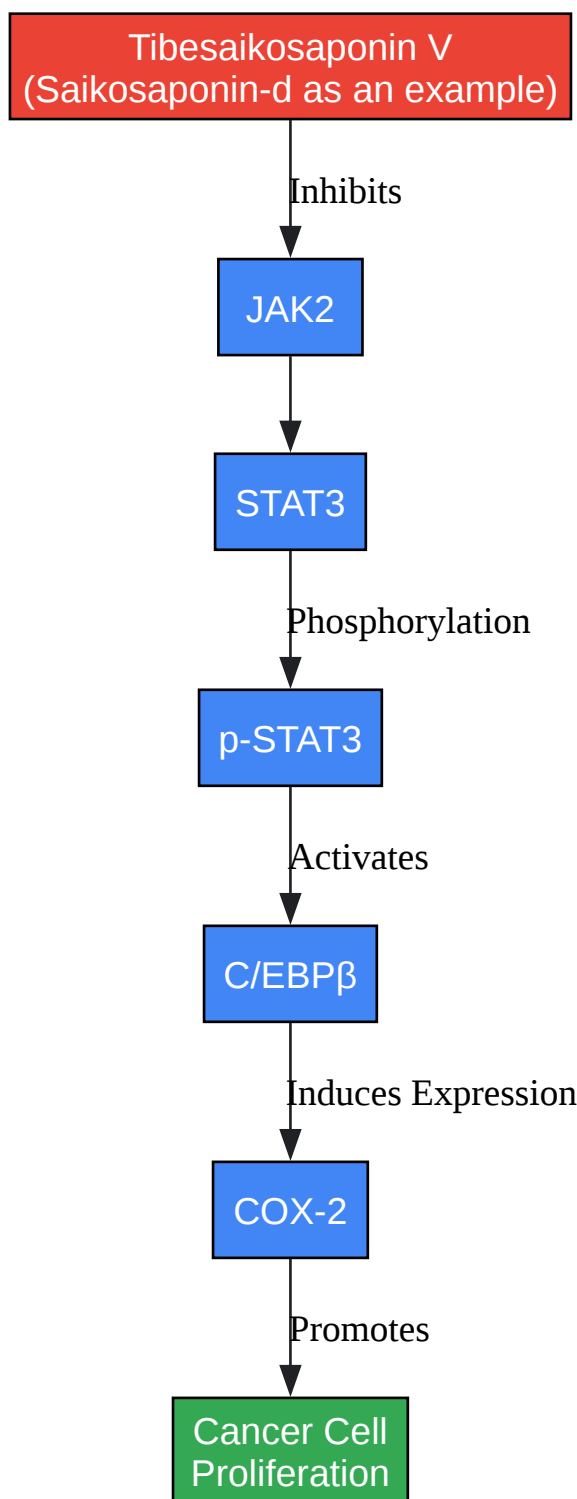 Tibesaikosaponin V
(Saikosaponin-d as an example)
Inhibits
JAK2
STAT3
Phosphorylation
p-STAT3
Activates
C/EBPβ
Induces Expression
COX-2
Promotes
Cancer Cell
Proliferation